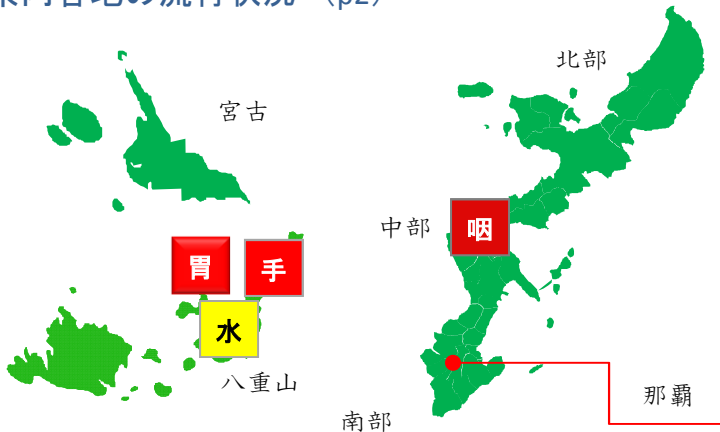 県内各地の流行状況 (p2)
北部
宮古
中部
咽
胃
手
水
八重山
那覇
南部